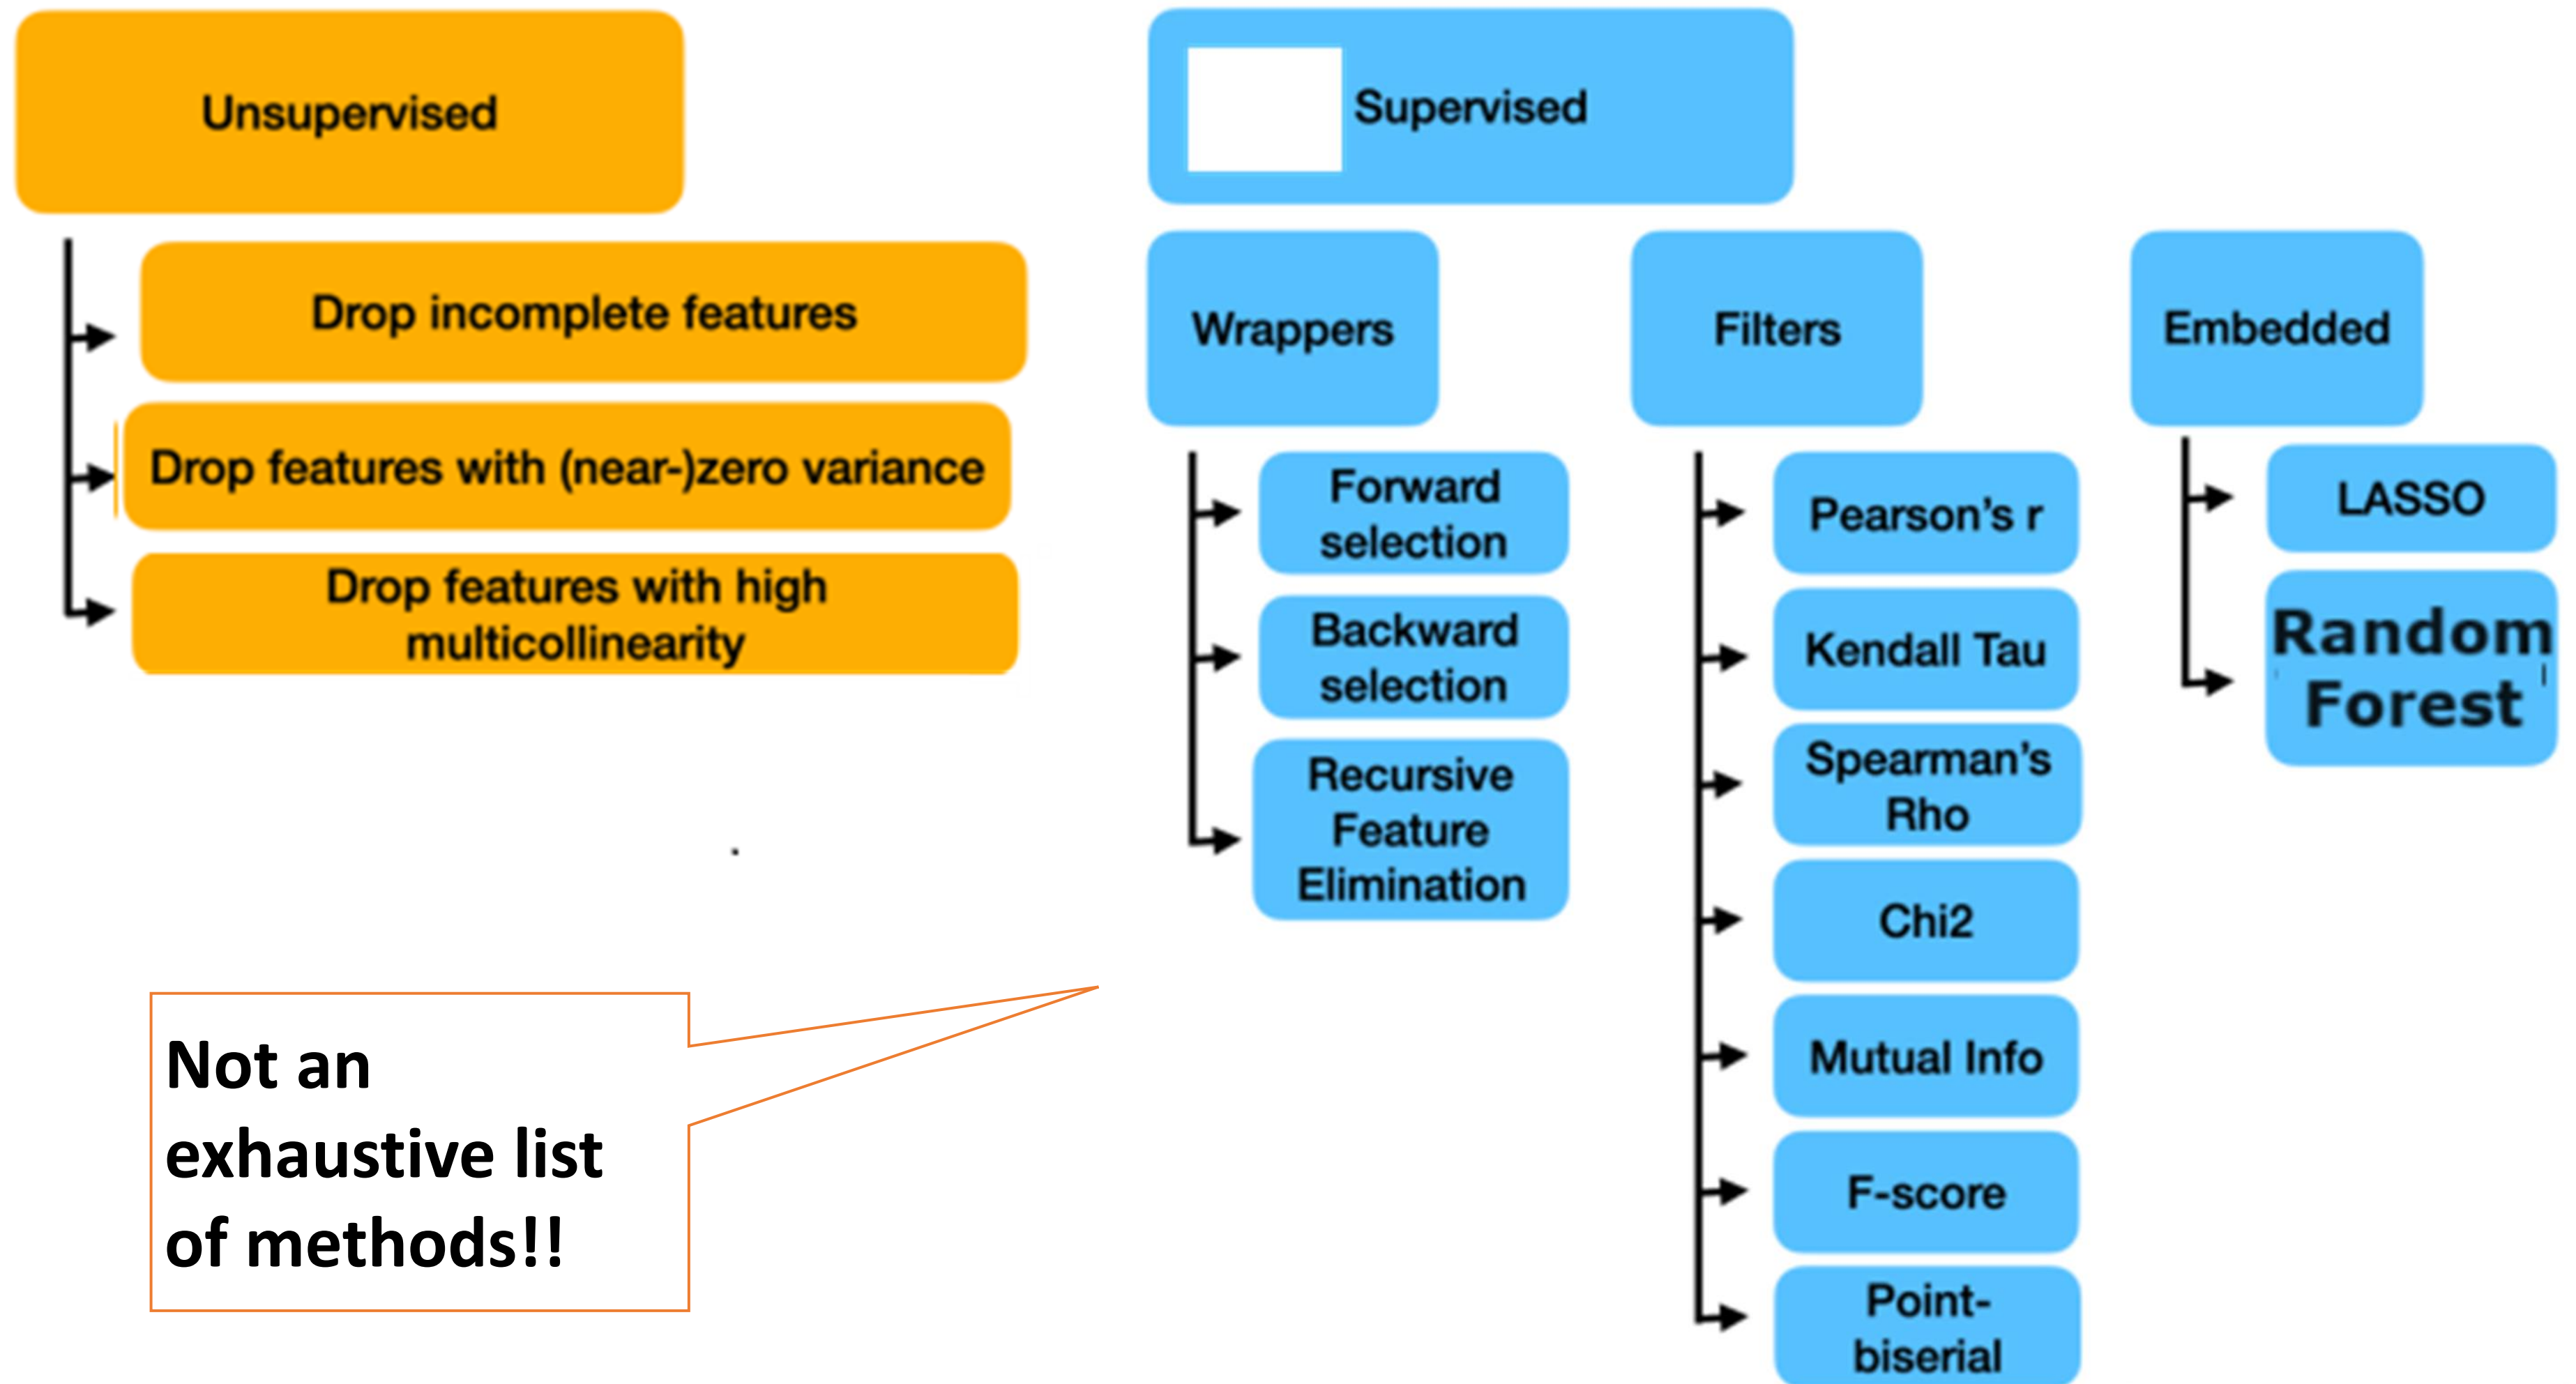 Unsupervised
Drop incomplete features
Drop features with (near-)zero variance
Drop features with high
multicollinearity
Supervised
Wrappers
Forward
selection
Backward
selection
Recursive
Feature
Elimination
Filters
Pearson’s r
Kendall Tau
Spearman’s
Rho
Chi2
Mutual Info
F-score
Point-
biserial
Embedded
LASSO
Random
Forest
Not an
exhaustive list
of methods!!